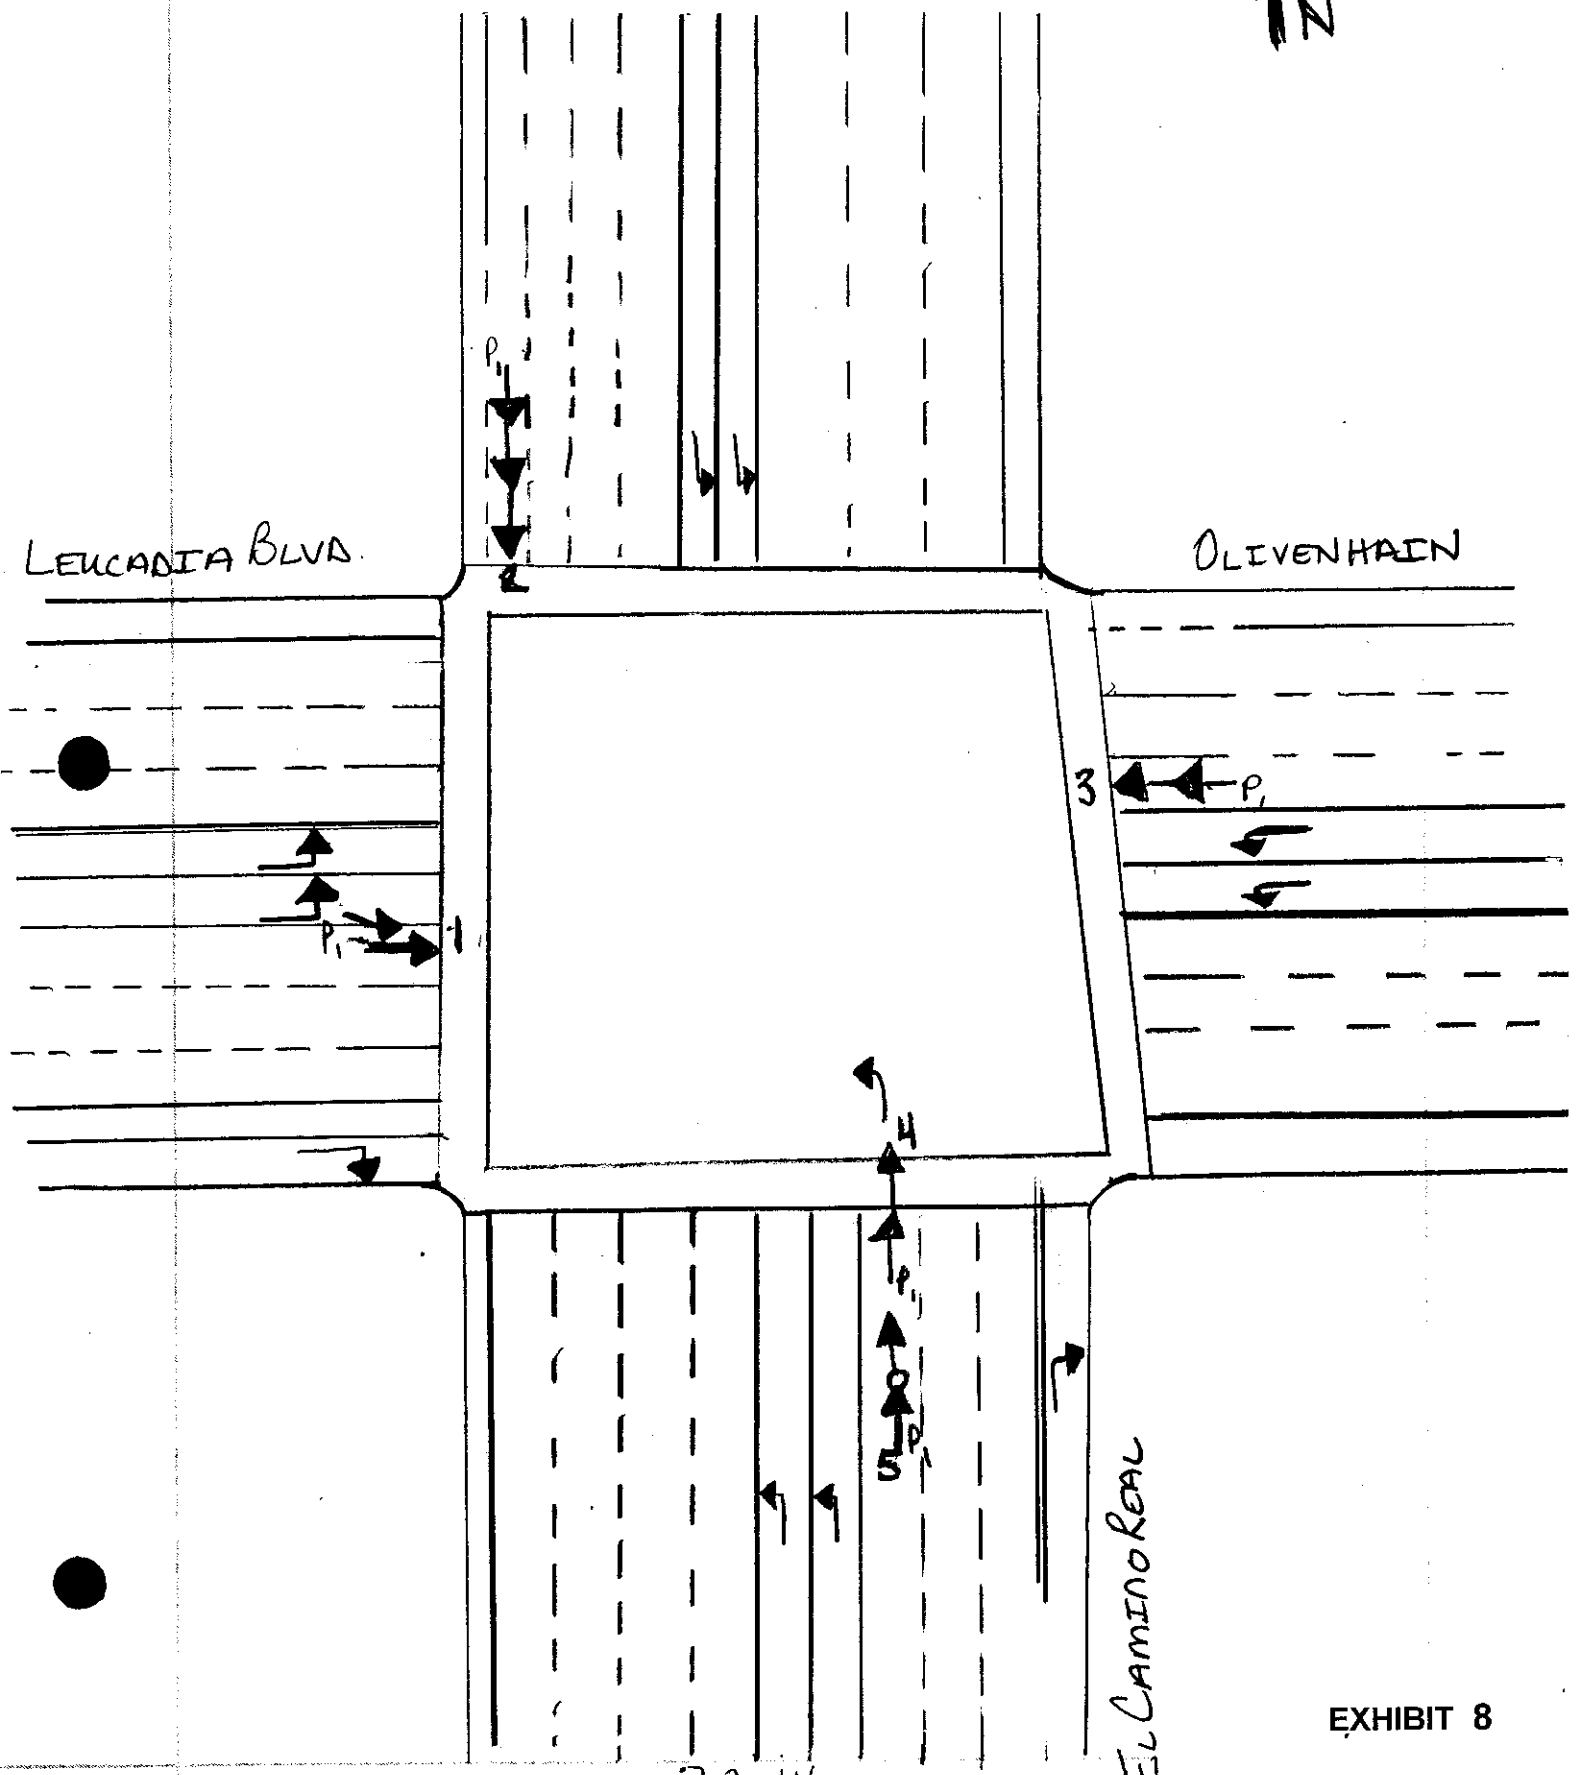 N
P1
LEUCADIA BLVD.
OLIVENHAIN
2
3
P1
P1
1
4
P1
P1
5
EL CAMINO REAL
EXHIBIT 8